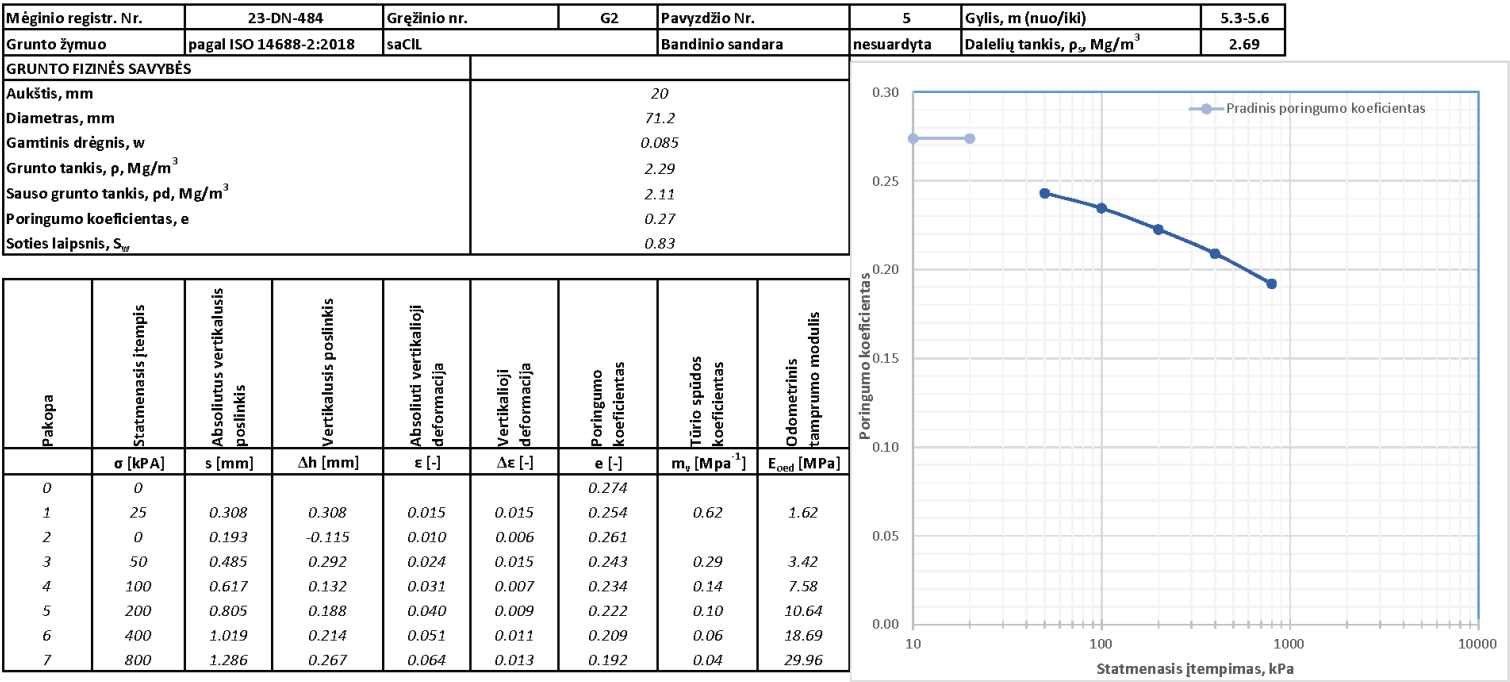 Mėginio registr. Nr. 23-DN-484 Gręžinio nr. G2 Pavyzdžio Nr. 5 Gylis, m (nuo/iki) 5.3-5.6
Grunto žymuo pagal ISO 14688-2:2018 saClL Bandinio sandara nesuardyta Dalelių tankis, ρs, Mg/m³ 2.69
GRUNTO FIZINĖS SAVYBĖS
Aukštis, mm 20
Diametras, mm 71.2
Gamtinis drėgnis, w 0.085
Grunto tankis, ρ, Mg/m³ 2.29
Sauso grunto tankis, ρd, Mg/m³ 2.11
Poringumo koeficientas, e 0.27
Soties laipsnis, Sw 0.83
Pakopa
Statmenasis įtempis
Absoliutus vertikalusis
poslinkis
Vertikalusis poslinkis
Absoliuti vertikalioji
deformacija
Vertikalioji
deformacija
Poringumo
koeficientas
Tūrio spūdos
koeficientas
Odometrinis
tamprumo modulis
σ [kPA] s [mm] Δh [mm] ε [-] Δε [-] e [-] mv [Mpa⁻¹] Eoed [MPa]
0 0 0.274
1 25 0.308 0.308 0.015 0.015 0.254 0.62 1.62
2 0 0.193 -0.115 0.010 0.006 0.261
3 50 0.485 0.292 0.024 0.015 0.243 0.29 3.42
4 100 0.617 0.132 0.031 0.007 0.234 0.14 7.58
5 200 0.805 0.188 0.040 0.009 0.222 0.10 10.64
6 400 1.019 0.214 0.051 0.011 0.209 0.06 18.69
7 800 1.286 0.267 0.064 0.013 0.192 0.04 29.96
Pradinis poringumo koeficientas
Poringumo koeficientas
0.30
0.25
0.20
0.15
0.10
0.05
0.00
10 100 1000 10000
Statmenasis įtempimas, kPa